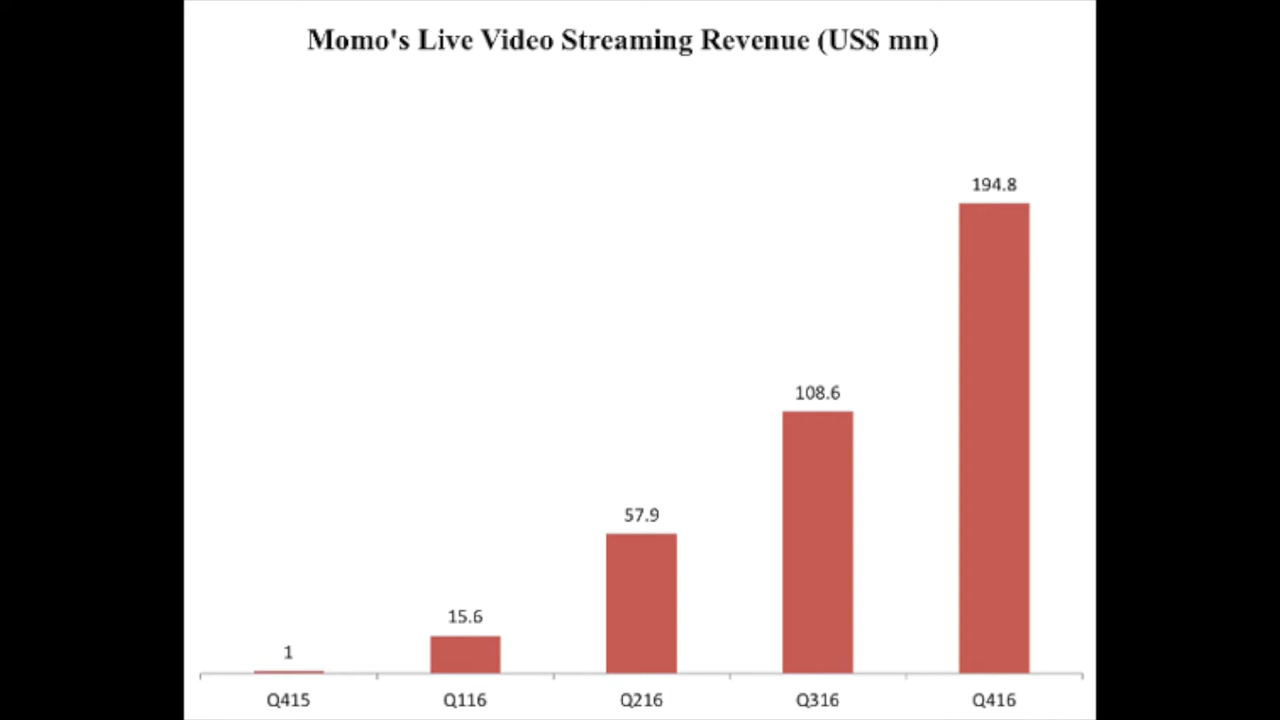 Momo's Live Video Streaming Revenue (US$ mn)
194.8
108.6
57.9
15.6
1
Q415 Q116 Q216 Q316 Q416